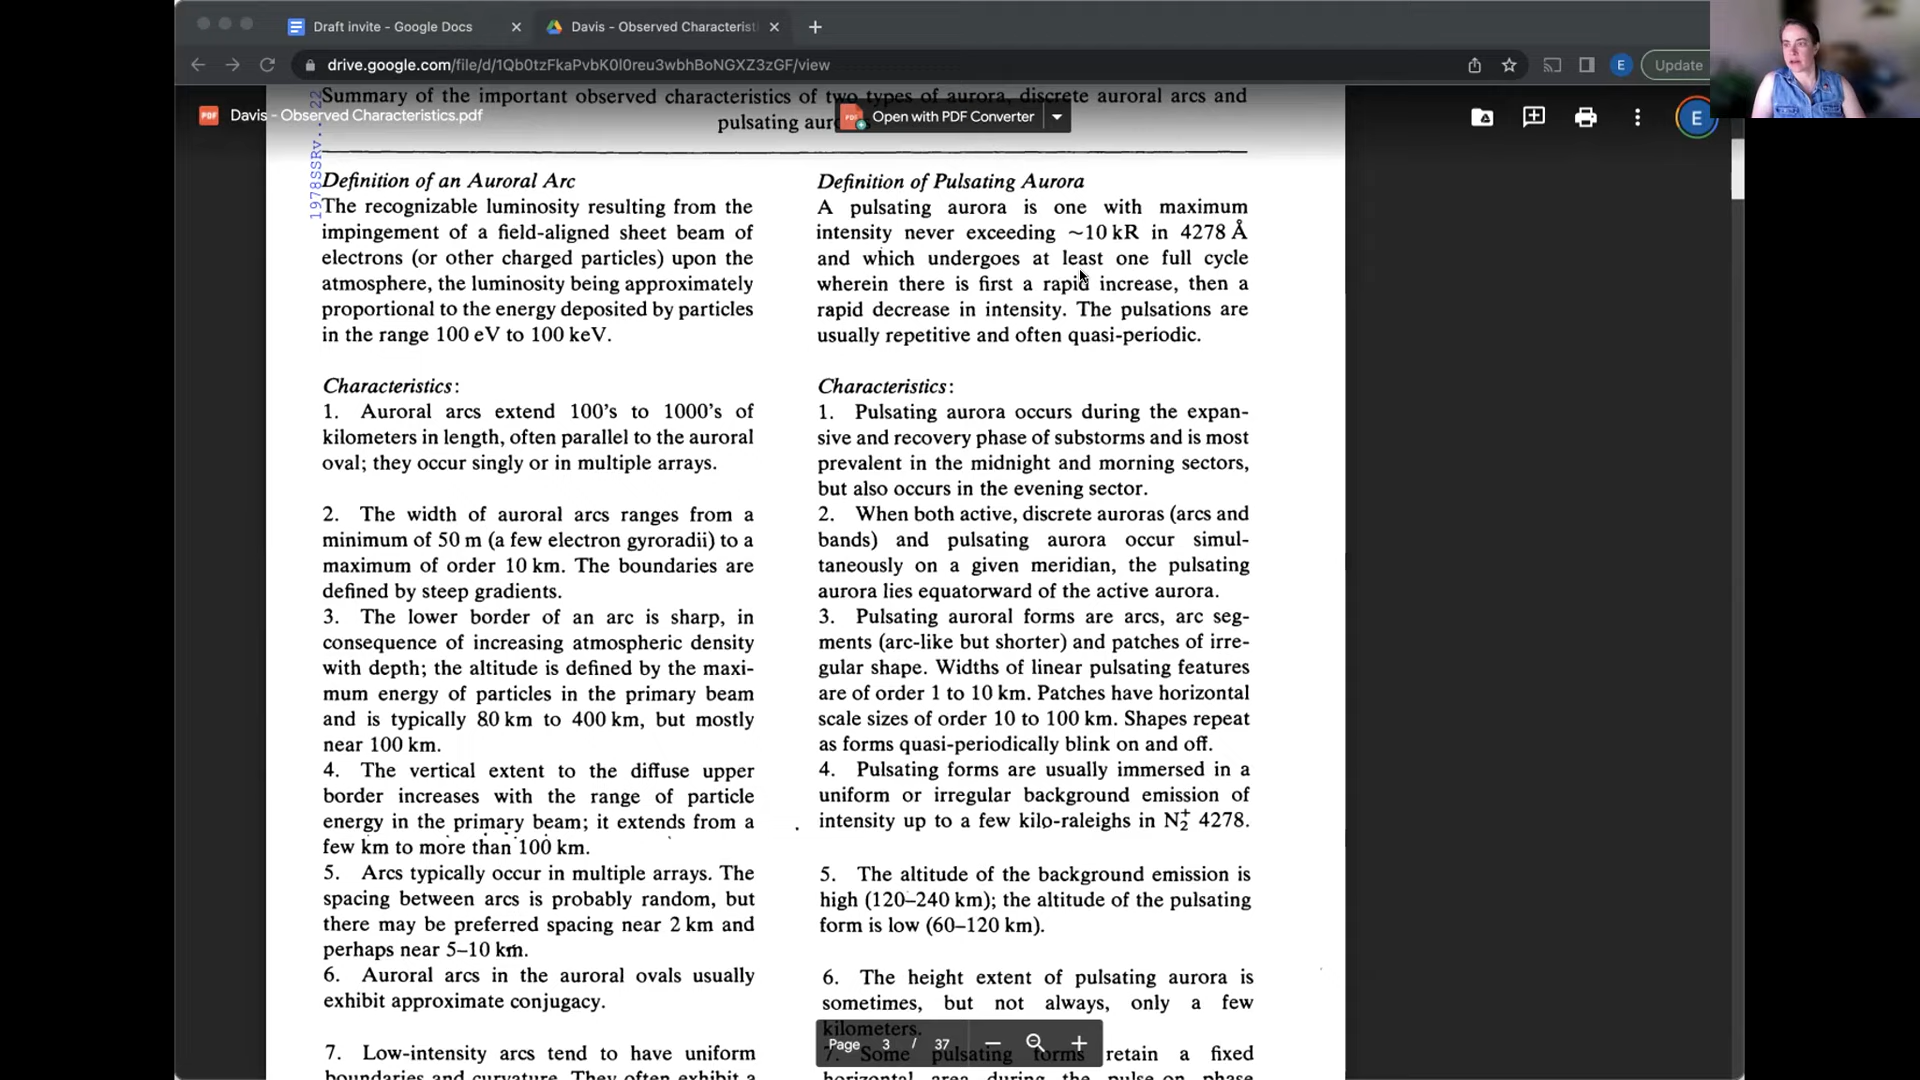 Draft invite - Google Docs
Davis - Observed Characterist
drive.google.com/file/d/1Qb0tzFkaPvbK0I0reu3wbhBoNGXZ3zGF/view
E
Update
Davis - Observed Characteristics.pdf
Open with PDF Converter
E
1978SSRv...22
Summary of the important observed characteristics of two types of aurora, discrete auroral arcs and
pulsating
Definition of an Auroral Arc
The recognizable luminosity resulting from the
impingement of a field-aligned sheet beam of
electrons (or other charged particles) upon the
atmosphere, the luminosity being approximately
proportional to the energy deposited by particles
in the range 100 eV to 100 keV.
Characteristics:
1. Auroral arcs extend 100's to 1000's of
kilometers in length, often parallel to the auroral
oval; they occur singly or in multiple arrays.
2. The width of auroral arcs ranges from a
minimum of 50 m (a few electron gyroradii) to a
maximum of order 10 km. The boundaries are
defined by steep gradients.
3. The lower border of an arc is sharp, in
consequence of increasing atmospheric density
with depth; the altitude is defined by the maxi-
mum energy of particles in the primary beam
and is typically 80 km to 400 km, but mostly
near 100 km.
4. The vertical extent to the diffuse upper
border increases with the range of particle
energy in the primary beam; it extends from a
few km to more than 100 km.
5. Arcs typically occur in multiple arrays. The
spacing between arcs is probably random, but
there may be preferred spacing near 2 km and
perhaps near 5–10 km.
6. Auroral arcs in the auroral ovals usually
exhibit approximate conjugacy.
7. Low-intensity arcs tend to have uniform
boundaries and curvature. They often exhibit a
Definition of Pulsating Aurora
A pulsating aurora is one with maximum
intensity never exceeding ~10 kR in 4278 Å
and which undergoes at least one full cycle
wherein there is first a rapid increase, then a
rapid decrease in intensity. The pulsations are
usually repetitive and often quasi-periodic.
Characteristics:
1. Pulsating aurora occurs during the expan-
sive and recovery phase of substorms and is most
prevalent in the midnight and morning sectors,
but also occurs in the evening sector.
2. When both active, discrete auroras (arcs and
bands) and pulsating aurora occur simul-
taneously on a given meridian, the pulsating
aurora lies equatorward of the active aurora.
3. Pulsating auroral forms are arcs, arc seg-
ments (arc-like but shorter) and patches of irre-
gular shape. Widths of linear pulsating features
are of order 1 to 10 km. Patches have horizontal
scale sizes of order 10 to 100 km. Shapes repeat
as forms quasi-periodically blink on and off.
4. Pulsating forms are usually immersed in a
uniform or irregular background emission of
intensity up to a few kilo-raleighs in N₂⁺ 4278.
5. The altitude of the background emission is
high (120–240 km); the altitude of the pulsating
form is low (60–120 km).
6. The height extent of pulsating aurora is
sometimes, but not always, only a few
kilometers.
7. Some pulsating forms retain a fixed
horizontal area during the pulse-on phase
Page 3 / 37